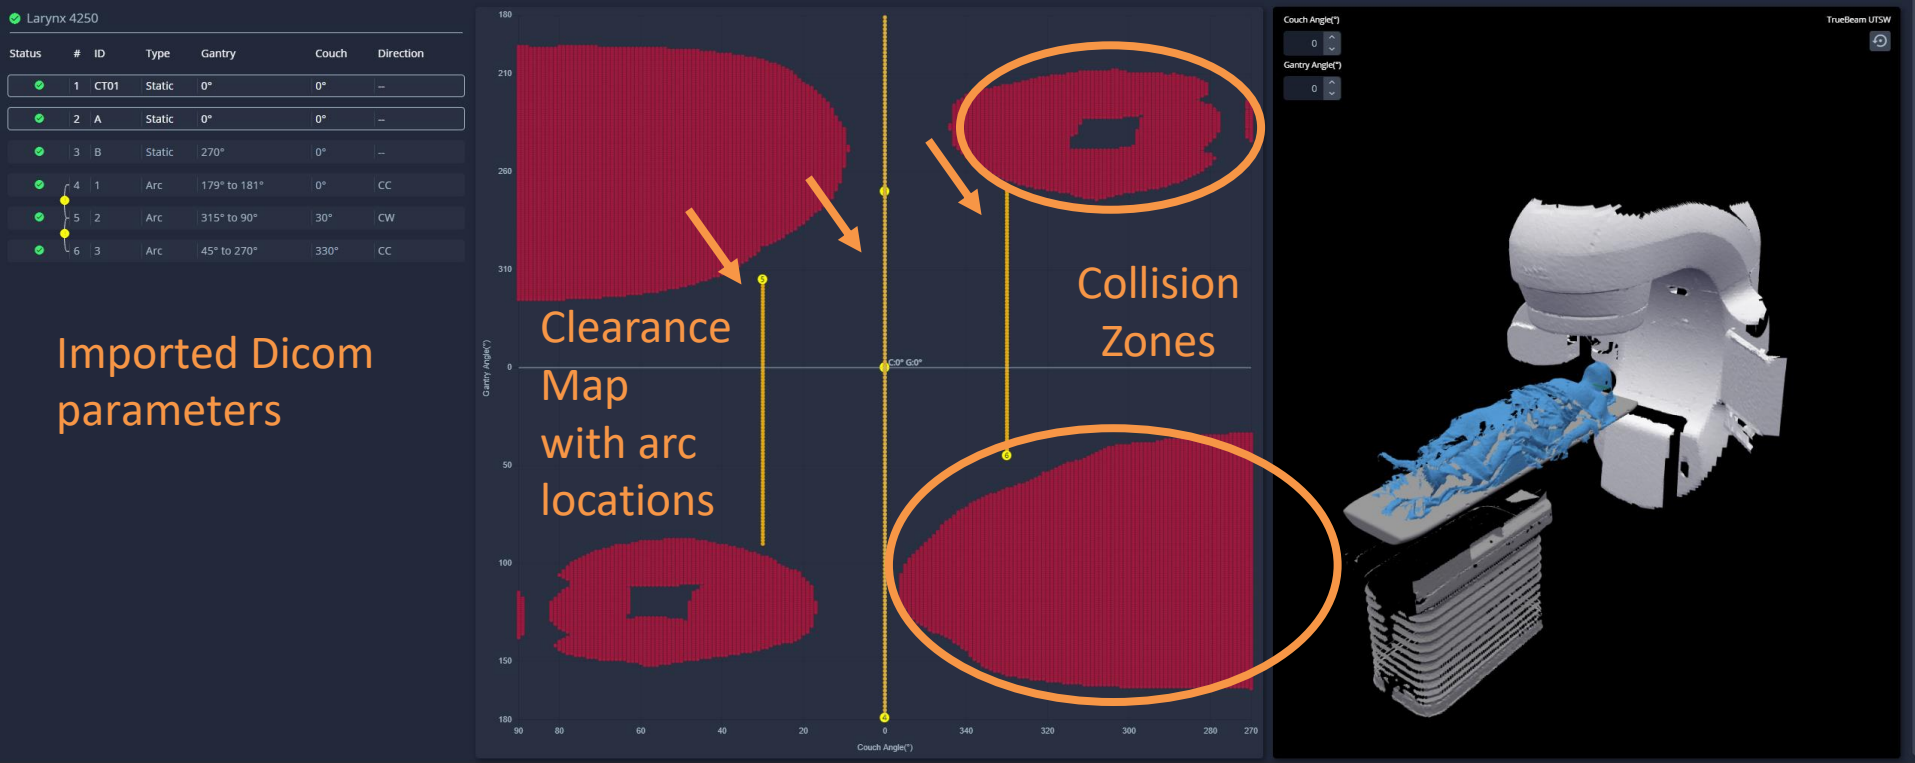 Larynx 4250
Status # ID Type Gantry Couch Direction
1 CT01 Static 0° 0° --
2 A Static 0° 0° --
3 B Static 270° 0° --
4 1 Arc 179° to 181° 0° CC
5 2 Arc 315° to 90° 30° CW
6 3 Arc 45° to 270° 330° CC
Imported Dicom
parameters
180
210
260
310
0
50
100
150
180
Gantry Angle(°)
90 80 60 40 20 0 340 320 300 280 270
Couch Angle(°)
5
C:0° G:0°
6
4
Clearance
Map
with arc
locations
Collision
Zones
Couch Angle(°)
0
Gantry Angle(°)
0
TrueBeam UTSW